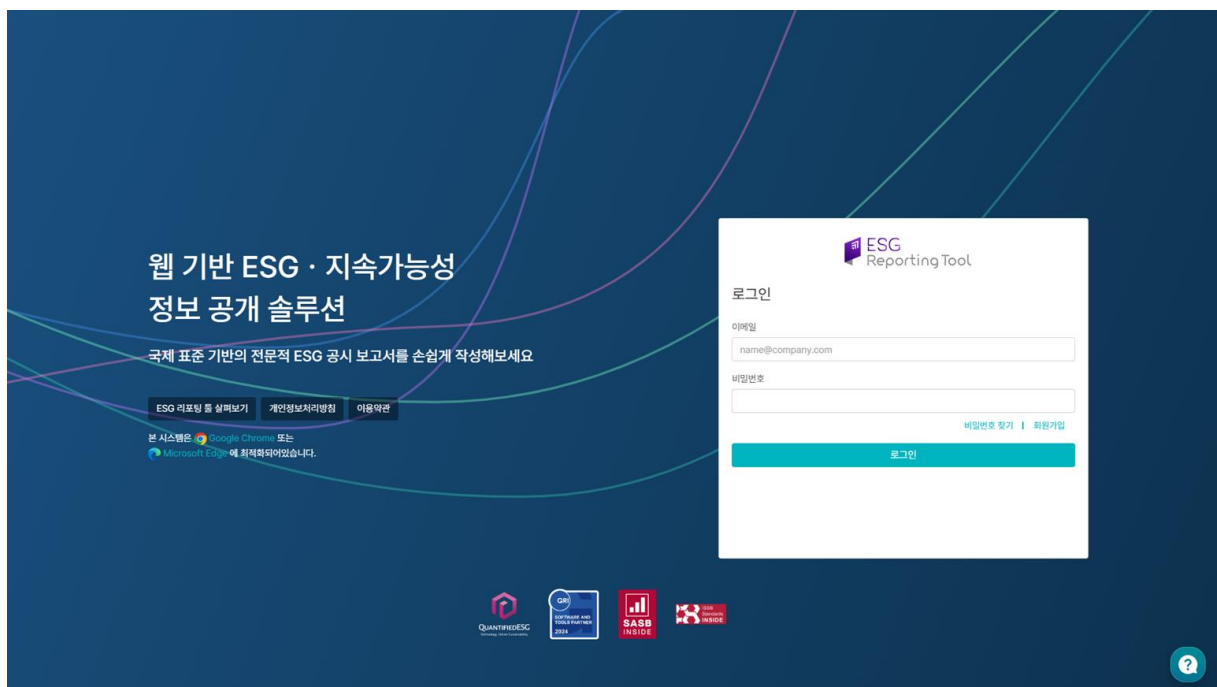 웹 기반 ESG · 지속가능성
정보 공개 솔루션
국제 표준 기반의 전문적 ESG 공시 보고서를 손쉽게 작성해보세요
ESG 리포팅 툴 살펴보기
개인정보처리방침
이용약관
본 시스템은 Google Chrome 또는
Microsoft Edge 에 최적화되어있습니다.
ESG
Reporting Tool
로그인
이메일
name@company.com
비밀번호
비밀번호 찾기 | 회원가입
로그인
QUANTIFIEDESG
GRI
SOFTWARE AND
TOOLS PARTNER
2024
SASB
INSIDE
ISSB
Standards
INSIDE
?